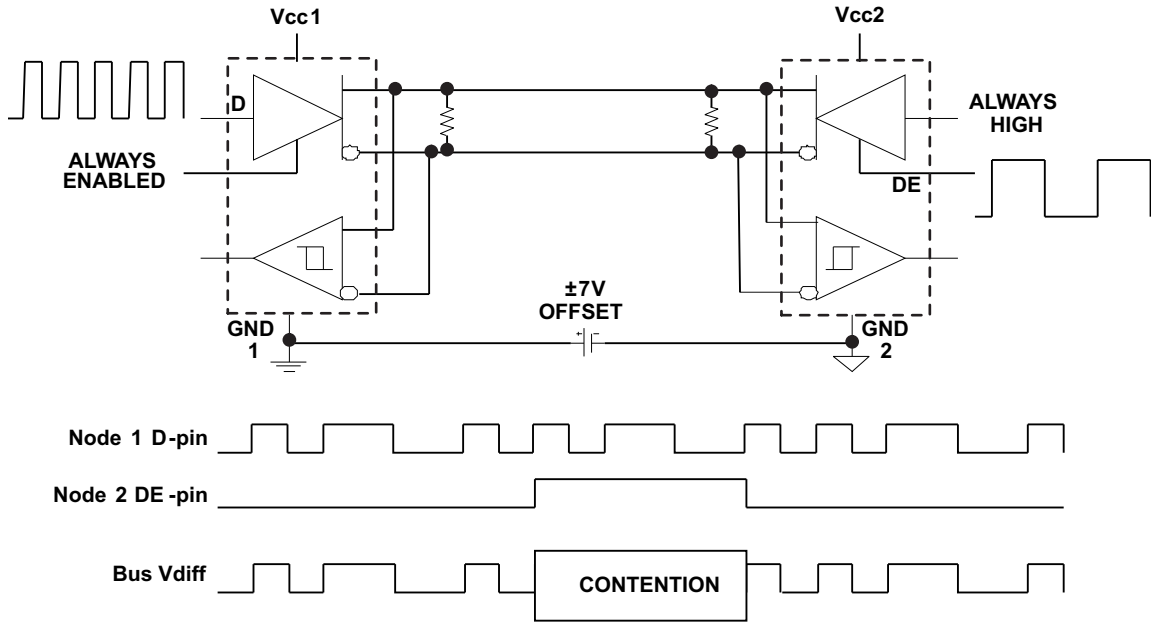 Vcc1
Vcc2
D
ALWAYS
ENABLED
ALWAYS
HIGH
DE
±7V
OFFSET
GND
1
GND
2
Node 1 D-pin
Node 2 DE-pin
Bus Vdiff
CONTENTION